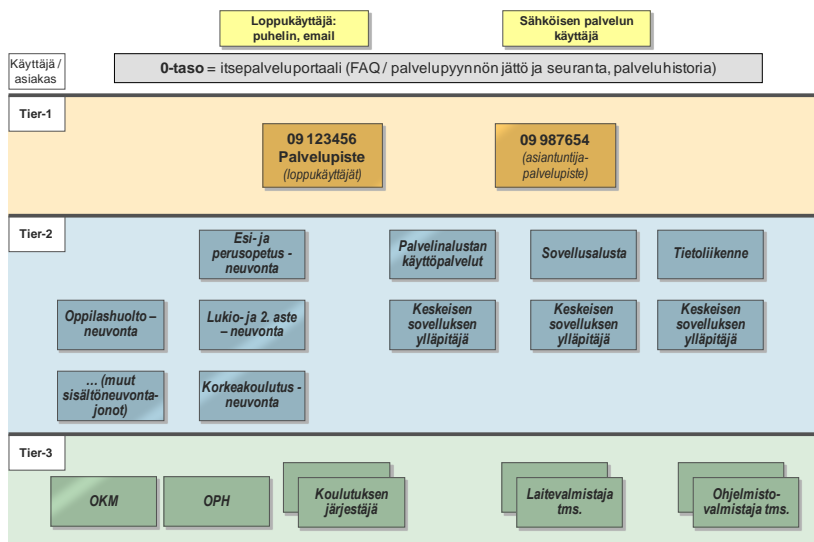 Loppukäyttäjä:
puhelin, email
Sähköisen palvelun
käyttäjä
Käyttäjä /
asiakas
0-taso = itsepalveluportaali (FAQ / palvelupyynnön jättö ja seuranta, palveluhistoria)
Tier-1
09 123456
Palvelupiste
(loppukäyttäjät)
09 987654
(asiantuntija-
palvelupiste)
Tier-2
Esi- ja
perusopetus -
neuvonta
Palvelinalustan
käyttöpalvelut
Sovellusalusta
Tietoliikenne
Oppilashuolto –
neuvonta
Lukio- ja 2. aste
– neuvonta
Keskeisen
sovelluksen
ylläpitäjä
Keskeisen
sovelluksen
ylläpitäjä
Keskeisen
sovelluksen
ylläpitäjä
… (muut
sisältöneuvonta-
jonot)
Korkeakoulutus -
neuvonta
Tier-3
OKM
OPH
Koulutuksen
järjestäjä
Laitevalmistaja
tms.
Ohjelmisto-
valmistaja tms.